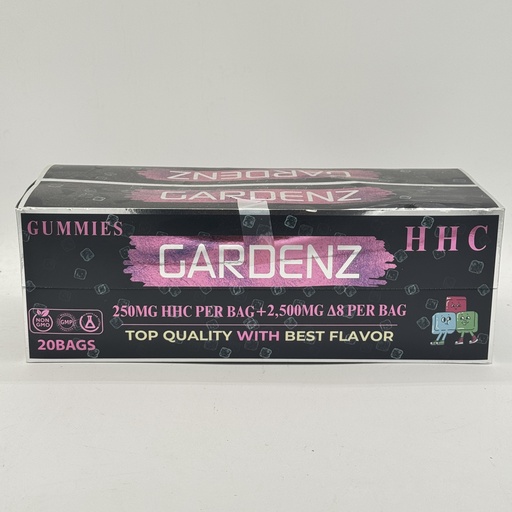 GARDENZ
GARDENZ
GUMMIES
HHC
GARDENZ
250MG HHC PER BAG+2,500MG Δ8 PER BAG
NON
GMO
GMP
TOP QUALITY WITH BEST FLAVOR
20BAGS